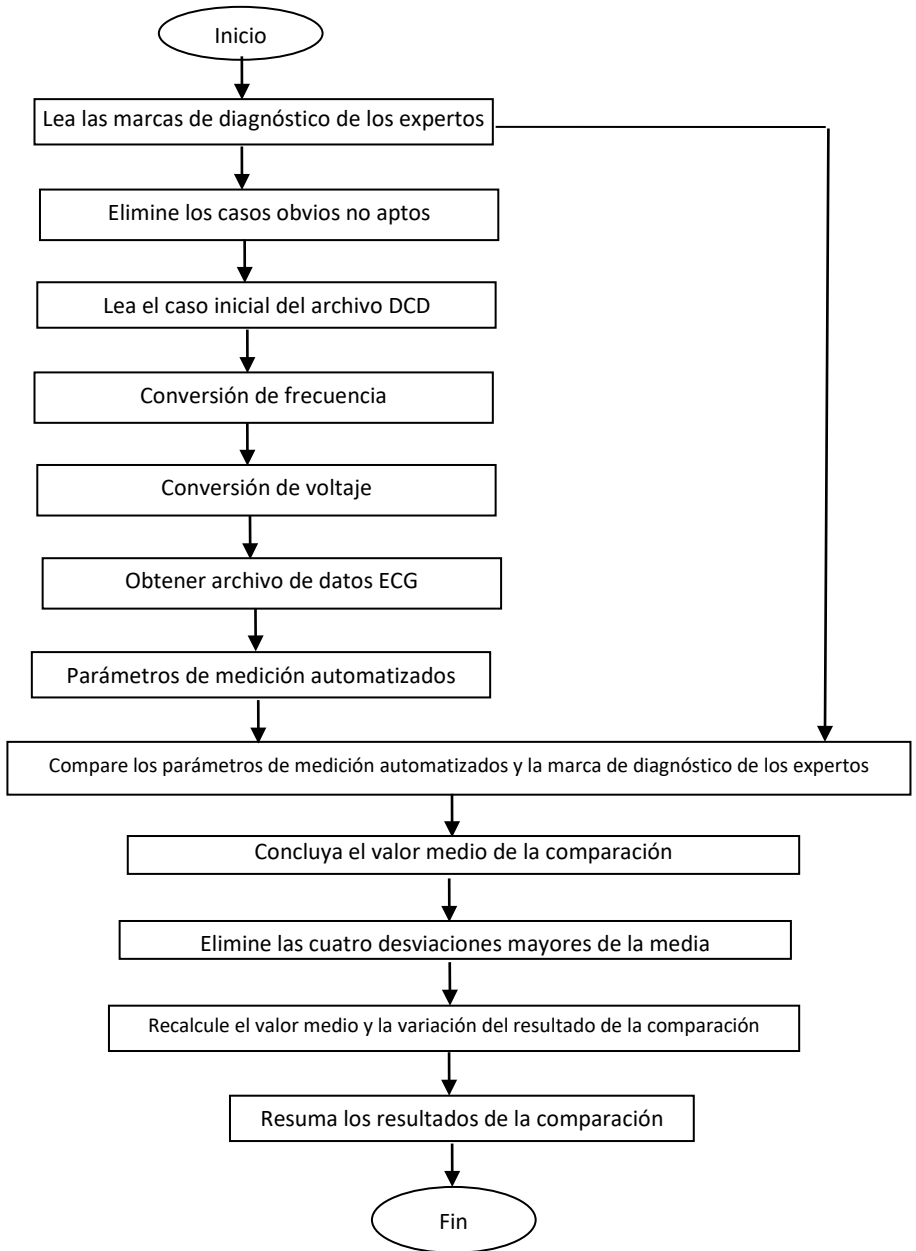 Inicio
Lea las marcas de diagnóstico de los expertos
Elimine los casos obvios no aptos
Lea el caso inicial del archivo DCD
Conversión de frecuencia
Conversión de voltaje
Obtener archivo de datos ECG
Parámetros de medición automatizados
Compare los parámetros de medición automatizados y la marca de diagnóstico de los expertos
Concluya el valor medio de la comparación
Elimine las cuatro desviaciones mayores de la media
Recalcule el valor medio y la variación del resultado de la comparación
Resuma los resultados de la comparación
Fin